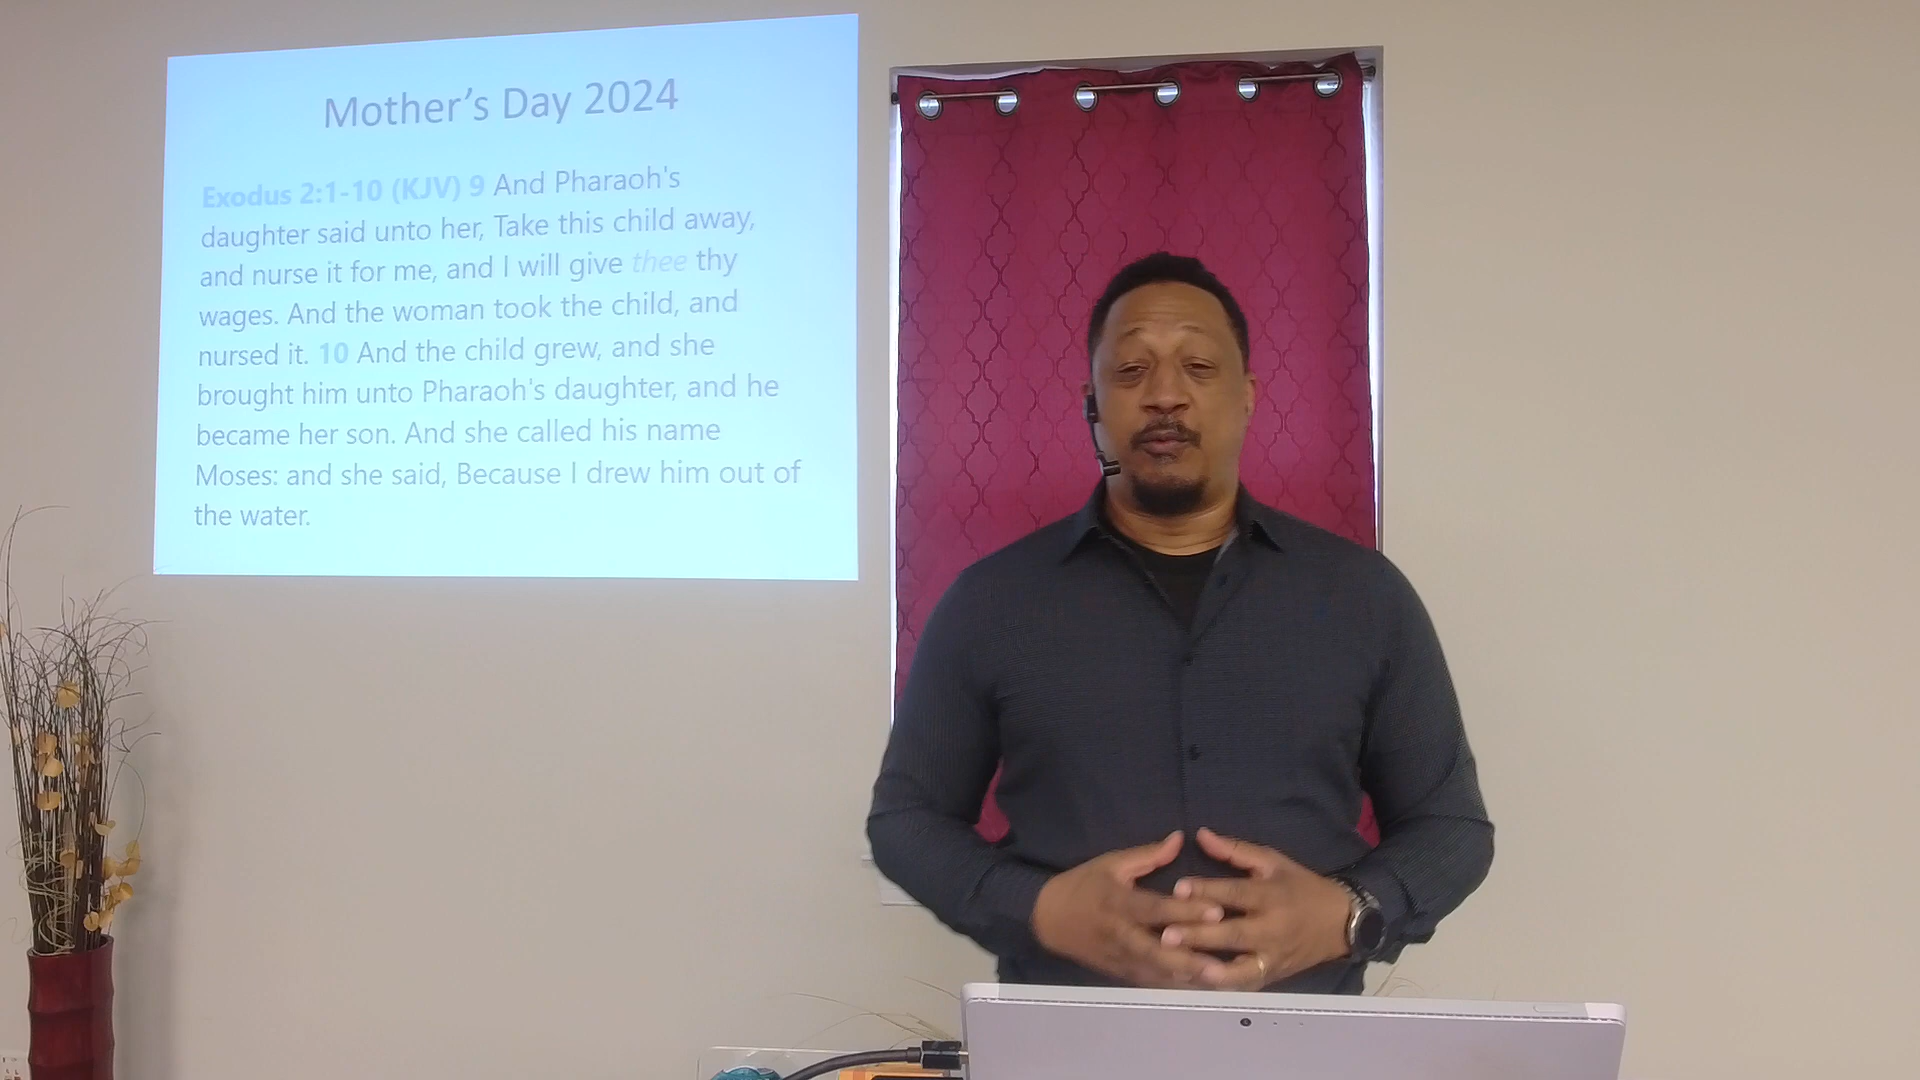 Mother's Day 2024
Exodus 2:1-10 (KJV) 9 And Pharaoh's
daughter said unto her, Take this child away,
and nurse it for me, and I will give thee thy
wages. And the woman took the child, and
nursed it. 10 And the child grew, and she
brought him unto Pharaoh's daughter, and he
became her son. And she called his name
Moses: and she said, Because I drew him out of
the water.